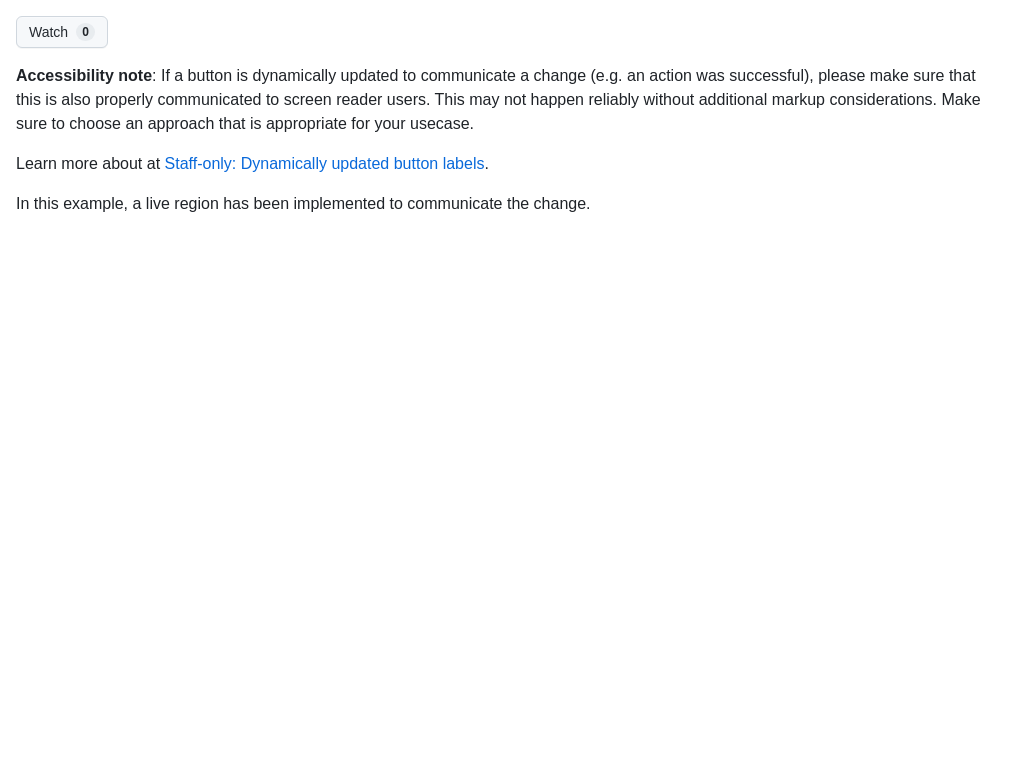 Watch 0
Accessibility note: If a button is dynamically updated to communicate a change (e.g. an action was successful), please make sure that
this is also properly communicated to screen reader users. This may not happen reliably without additional markup considerations. Make
sure to choose an approach that is appropriate for your usecase.
Learn more about at Staff-only: Dynamically updated button labels.
In this example, a live region has been implemented to communicate the change.